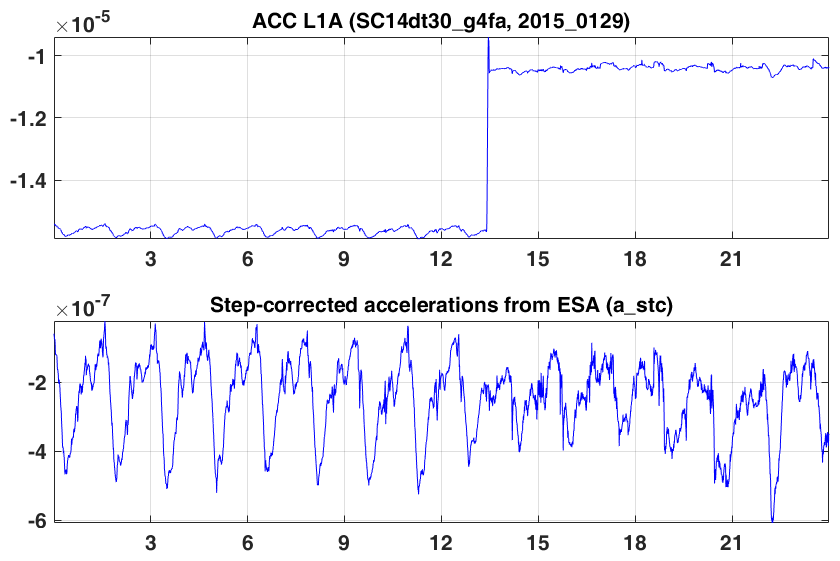 ×10-5
ACC L1A (SC14dt30_g4fa, 2015_0129)
-1
-1.2
-1.4
3 6 9 12 15 18 21
×10-7
Step-corrected accelerations from ESA (a_stc)
-2
-4
-6
3 6 9 12 15 18 21